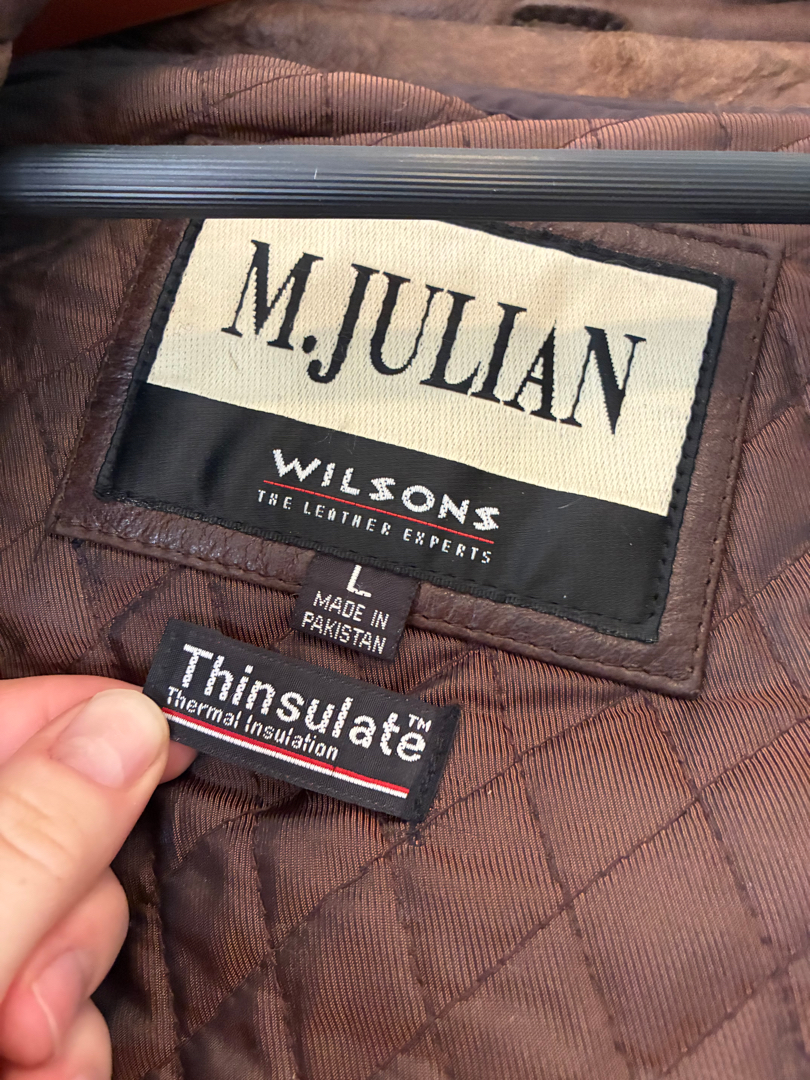 M.JULIAN
WILSONS
THE LEATHER EXPERTS
L
MADE IN
PAKISTAN
Thinsulate™
Thermal Insulation